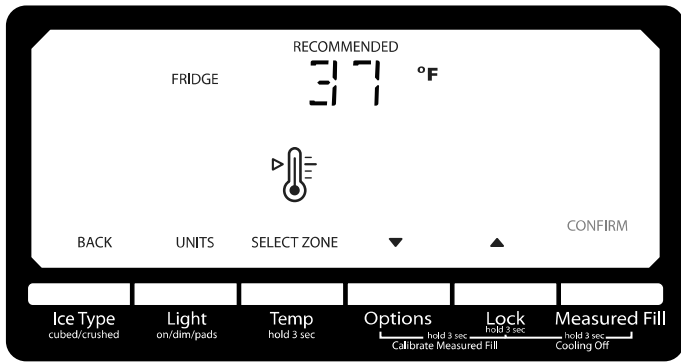 RECOMMENDED
FRIDGE 37 °F
CONFIRM
BACK UNITS SELECT ZONE ▼ ▲
Ice Type Light Temp Options Lock Measured Fill
cubed/crushed on/dim/pads hold 3 sec hold 3 sec
hold 3 sec hold 3 sec
Calibrate Measured Fill Cooling Off